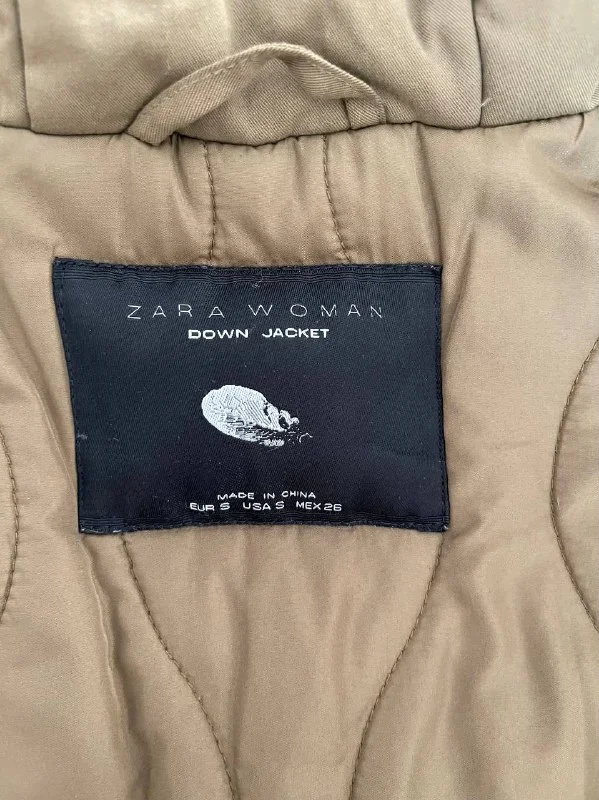 ZARA WOMAN
DOWN JACKET
MADE IN CHINA
EUR S USA S MEX 26